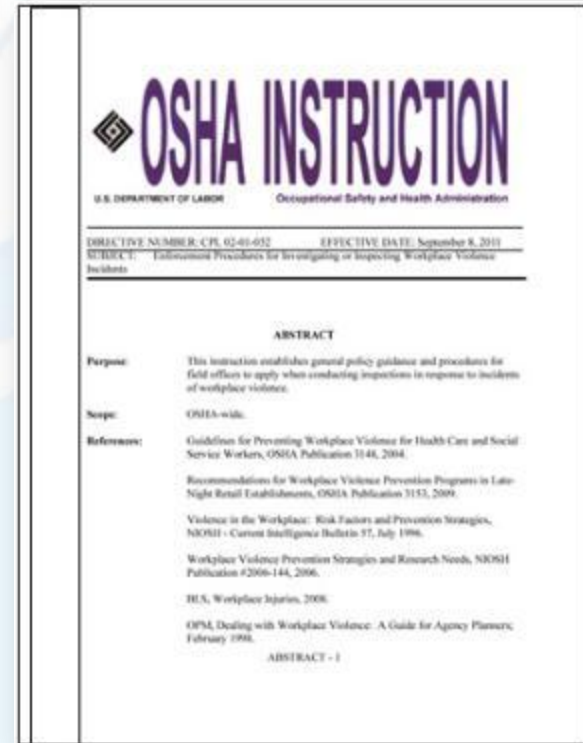 OSHA INSTRUCTION
U.S. DEPARTMENT OF LABOR Occupational Safety and Health Administration
DIRECTIVE NUMBER: CPL 02-01-052 EFFECTIVE DATE: September 8, 2011
SUBJECT: Enforcement Procedures for Investigating or Inspecting Workplace Violence
Incidents
ABSTRACT
Purpose: This instruction establishes general policy guidance and procedures for
field offices to apply when conducting inspections in response to incidents
of workplace violence.
Scope: OSHA-wide.
References: Guidelines for Preventing Workplace Violence for Health Care and Social
Service Workers, OSHA Publication 3148, 2004.
Recommendations for Workplace Violence Prevention Programs in Late-
Night Retail Establishments, OSHA Publication 3153, 2009.
Violence in the Workplace: Risk Factors and Prevention Strategies,
NIOSH - Current Intelligence Bulletin 57, July 1996.
Workplace Violence Prevention Strategies and Research Needs, NIOSH
Publication #2006-144, 2006.
BLS, Workplace Injuries, 2008.
OPM, Dealing with Workplace Violence: A Guide for Agency Planners;
February 1998.
ABSTRACT - 1